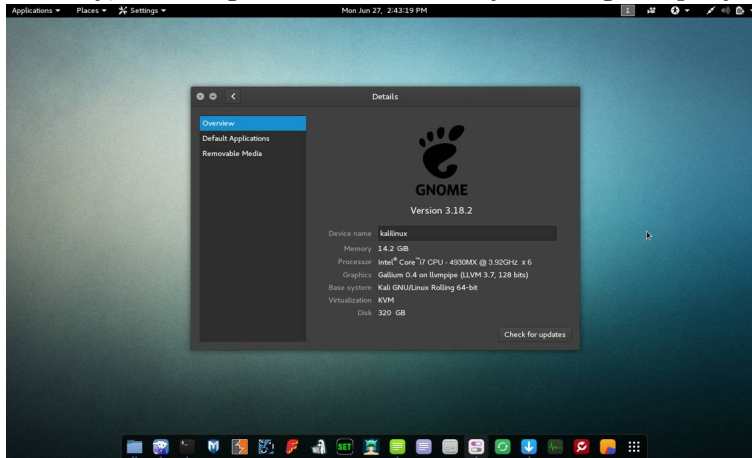 Applications Places Settings Mon Jun 27, 2:43:19 PM 1
Details
Overview
Default Applications
Removable Media
GNOME
Version 3.18.2
Device name kalilinux
Memory 14.2 GiB
Processor Intel® Core™i7 CPU - 4930MX @ 3.92GHz x 6
Graphics Gallium 0.4 on llvmpipe (LLVM 3.7, 128 bits)
Base system Kali GNU/Linux Rolling 64-bit
Virtualization KVM
Disk 320 GB
Check for updates
SET